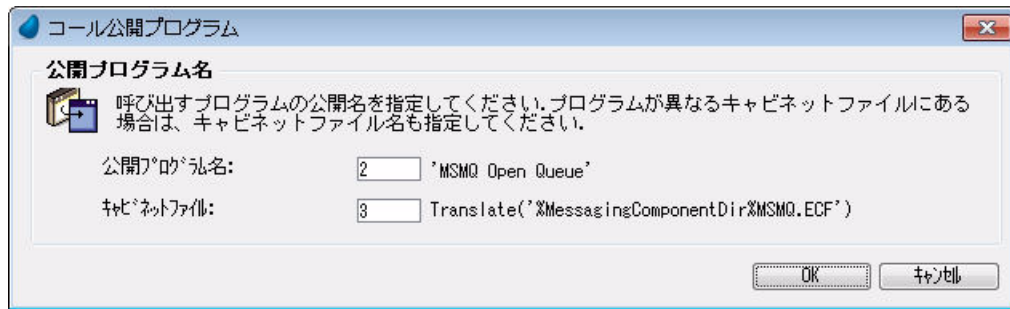 コール公開プログラム
公開プログラム名
呼び出すプログラムの公開名を指定してください.プログラムが異なるキャビネットファイルにある
場合は、キャビネットファイル名も指定してください.
公開ﾌﾟﾛｸﾞﾗﾑ名: 2 'MSMQ Open Queue'
ｷｬﾋﾞﾈｯﾄﾌｧｲﾙ: 3 Translate('%MessagingComponentDir%MSMQ.ECF')
OK ｷｬﾝｾﾙ